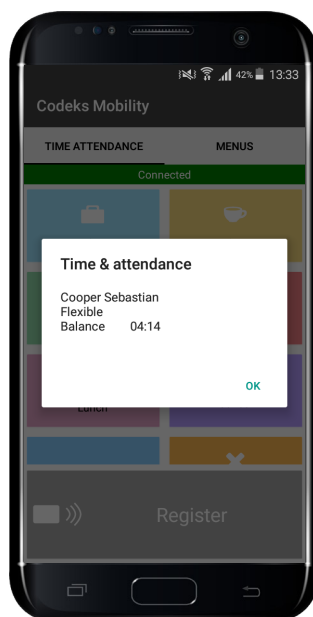 42% 13:33
Codeks Mobility
TIME ATTENDANCE MENUS
Connected
Time & attendance
Cooper Sebastian
Flexible
Balance 04:14
OK
Lunch
Register